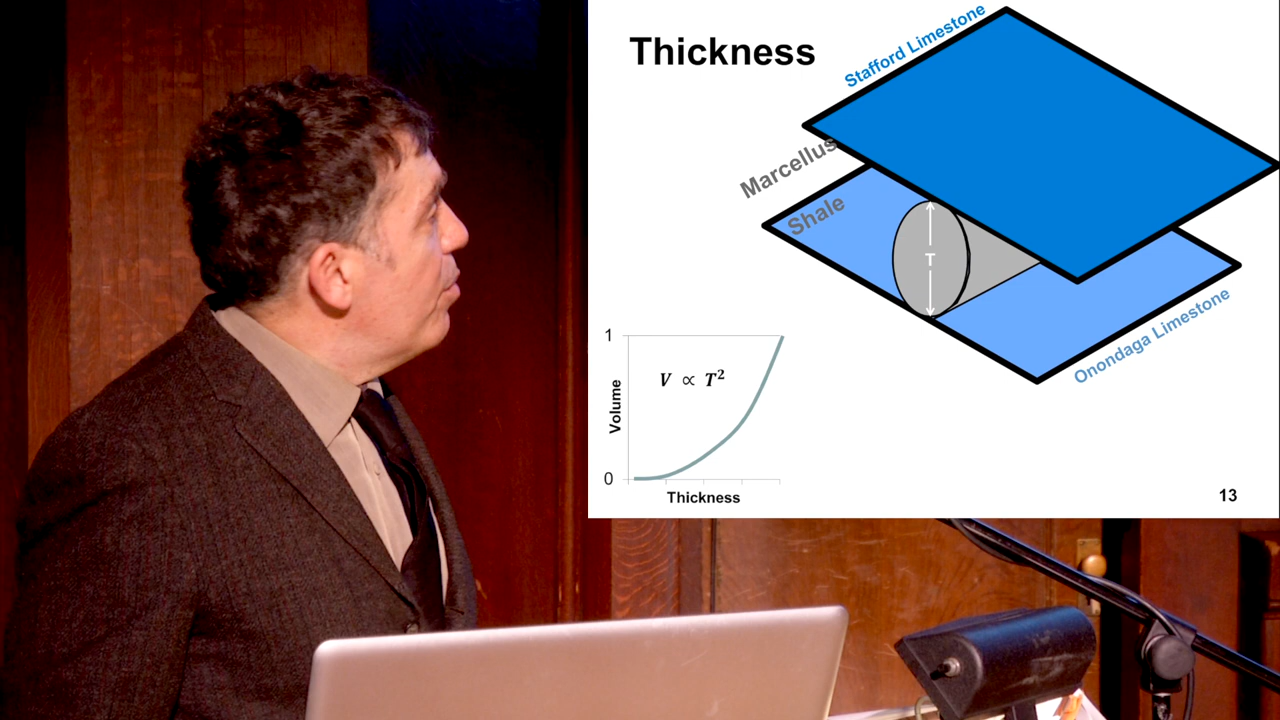 Thickness
Stafford Limestone
Marcellus
Shale
T
Onondaga Limestone
1
V ∝ T²
Volume
0
Thickness
13